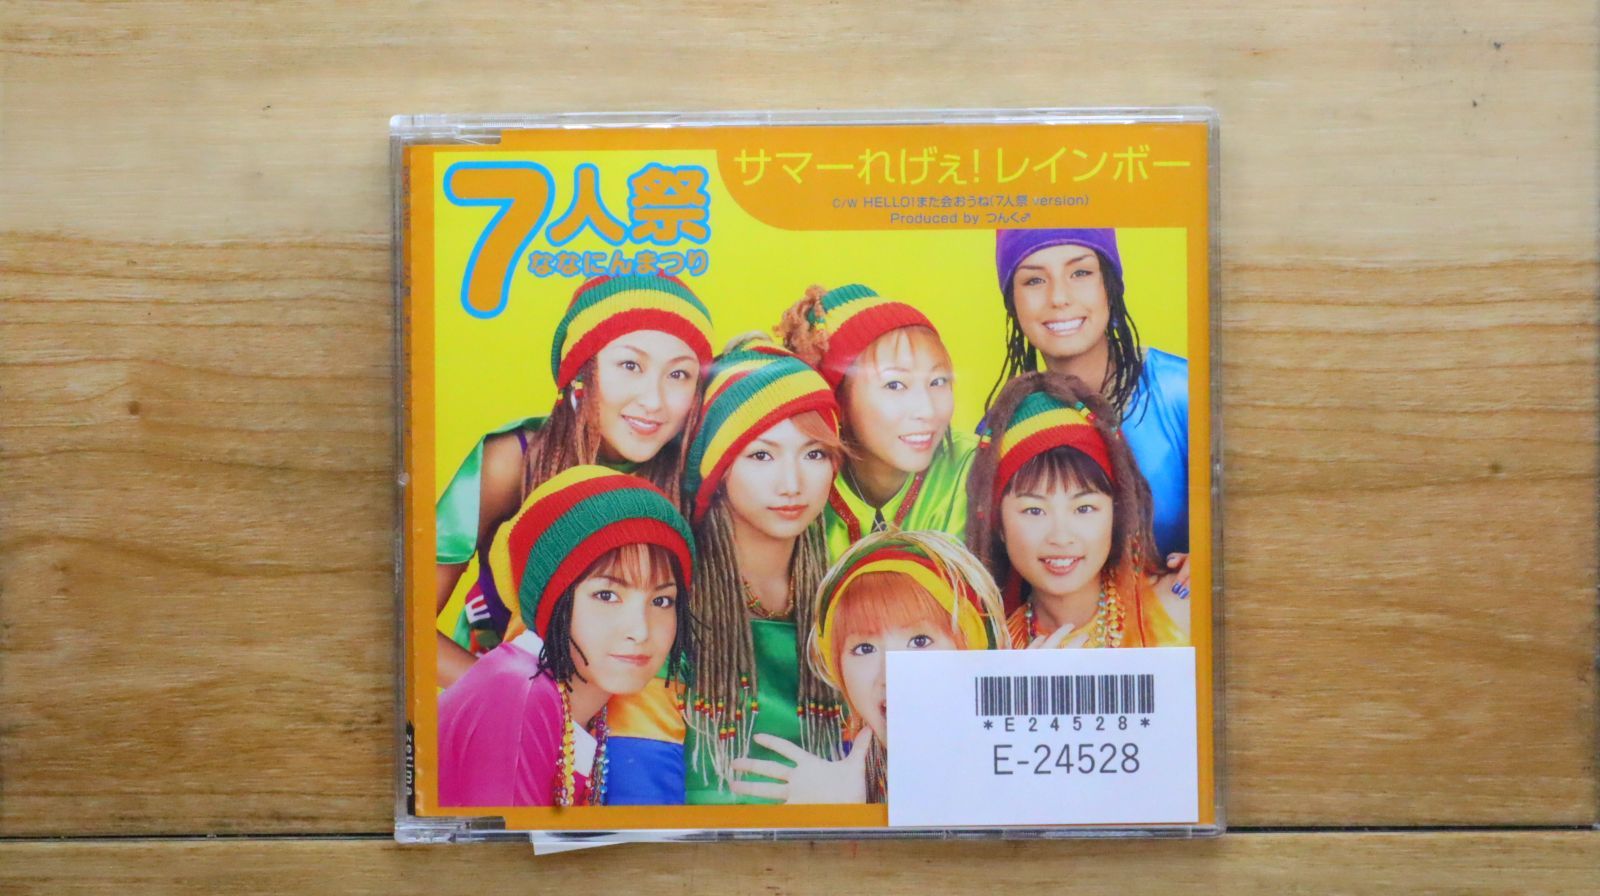 7人祭
ななにんまつり
サマーれげぇ!レインボー
C/W HELLO!また会おうね(7人祭 version)
Produced by つんく♂
zetima
*E24528*
E-24528